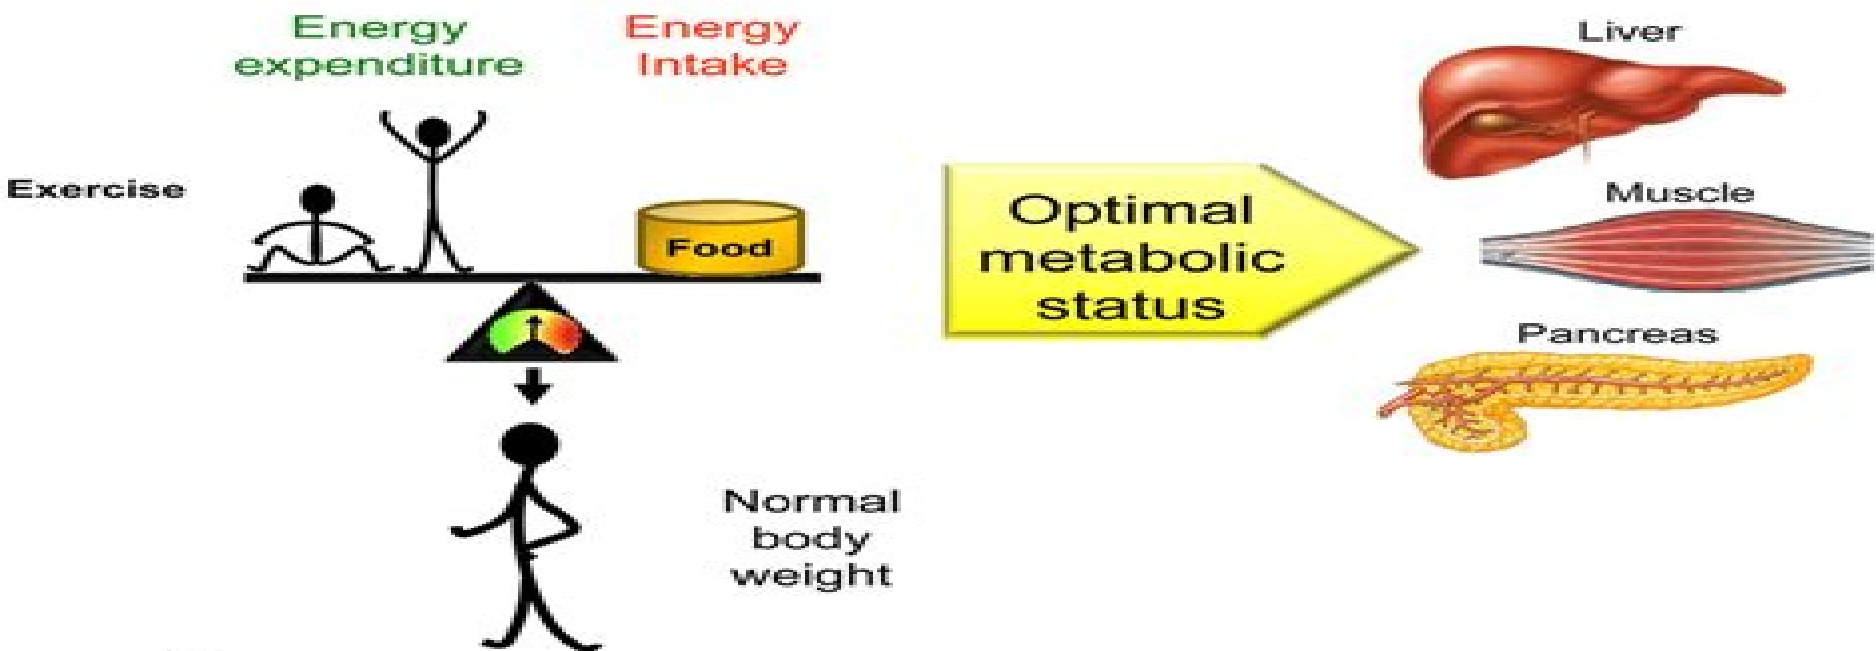 Energy
expenditure
Energy
Intake
Exercise
Food
Normal
body
weight
Optimal
metabolic
status
Liver
Muscle
Pancreas